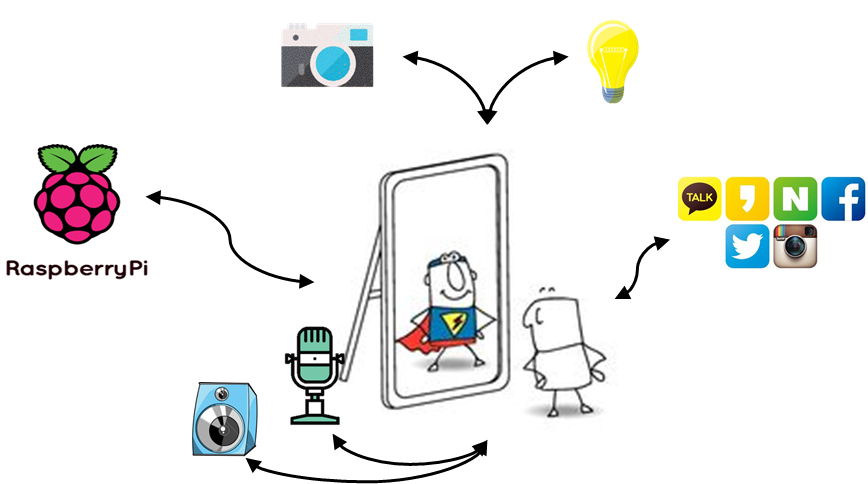 RaspberryPi
TALK
N
f